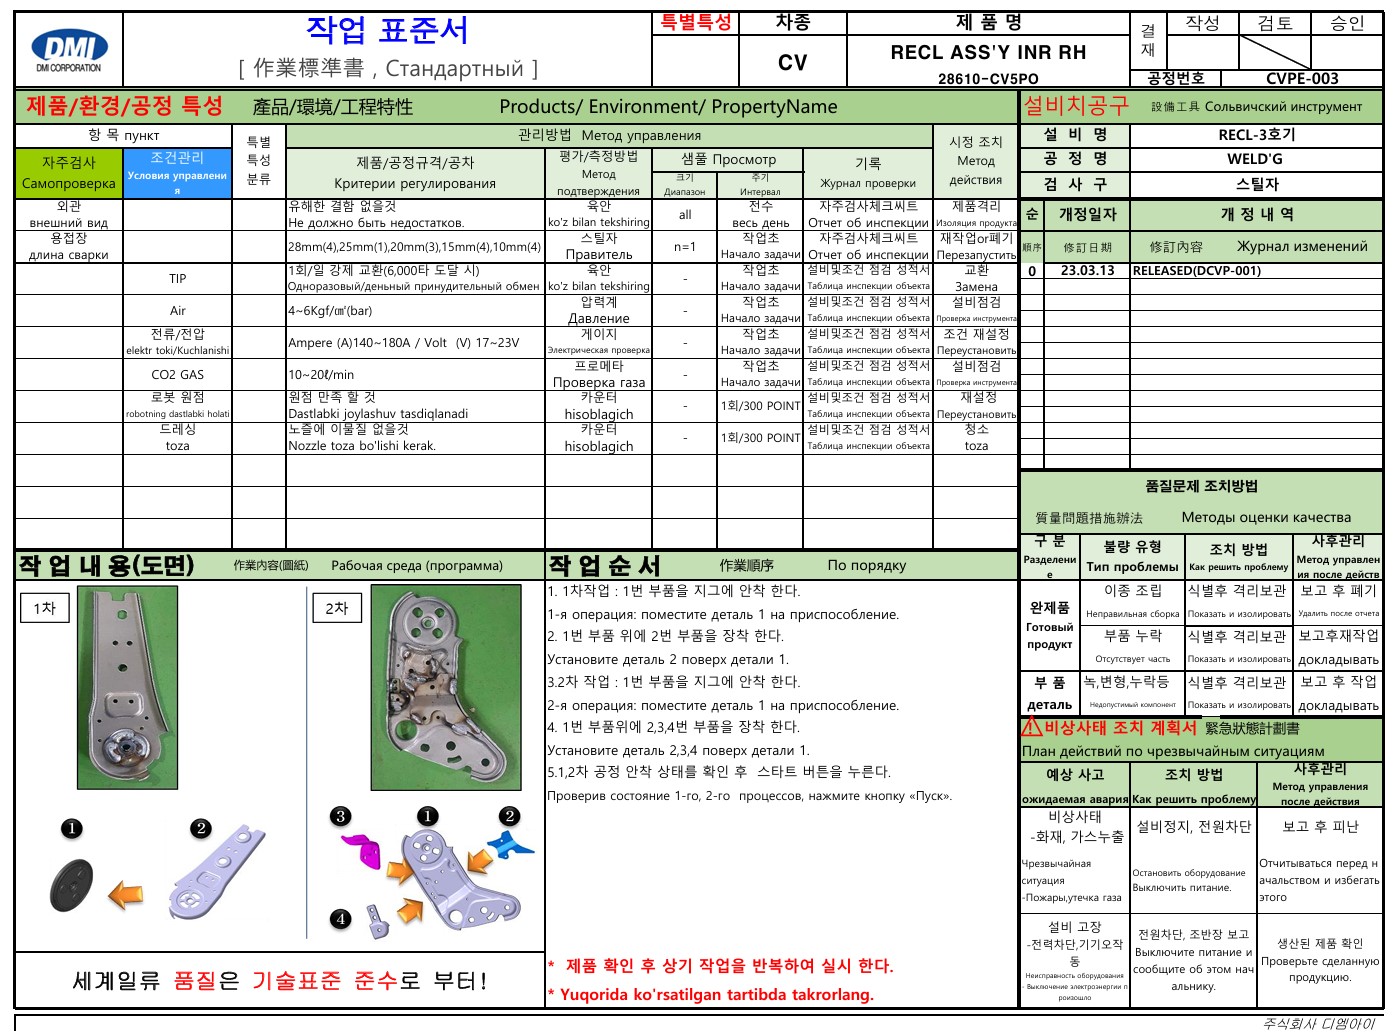 DMI
DMI CORPORATION
작업 표준서
[ 作業標準書 , Стандартный ]
특별특성
차종
CV
제 품 명
RECL ASS'Y INR RH
28610-CV5PO
결재
작성
검토
승인
공정번호
CVPE-003
제품/환경/공정 특성 產品/環境/工程特性 Products/ Environment/ PropertyName
항 목 пункт
특별
특성
분류
관리방법 Метод управления
시정 조치
Метод
действия
자주검사
Самопроверка
조건관리
Условия управлени
я
제품/공정규격/공차
Критерии регулирования
평가/측정방법
Метод
подтверждения
샘풀 Просмотр
크기
Диапазон
주기
Интервал
기록
Журнал проверки
외관
внешний вид
유해한 결함 없을것
Не должно быть недостатков.
육안
ko'z bilan tekshiring
all
전수
весь день
자주검사체크씨트
Отчет об инспекции
제품격리
Изоляция продукта
용접장
длина сварки
28mm(4),25mm(1),20mm(3),15mm(4),10mm(4)
스틸자
Правитель
n=1
작업초
Начало задачи
자주검사체크씨트
Отчет об инспекции
재작업or폐기
Перезапустить
TIP
1회/일 강제 교환(6,000타 도달 시)
Одноразовый/деньный принудительный обмен
육안
ko'z bilan tekshiring
-
작업초
Начало задачи
설비및조건 점검 성적서
Таблица инспекции объекта
교환
Замена
Air
4~6Kgf/㎠(bar)
압력계
Давление
-
작업초
Начало задачи
설비및조건 점검 성적서
Таблица инспекции объекта
설비점검
Проверка инструмента
전류/전압
elektr toki/Kuchlanishi
Ampere (A)140~180A / Volt (V) 17~23V
게이지
Электрическая проверка
-
작업초
Начало задачи
설비및조건 점검 성적서
Таблица инспекции объекта
조건 재설정
Переустановить
CO2 GAS
10~20ℓ/min
프로메타
Проверка газа
-
작업초
Начало задачи
설비및조건 점검 성적서
Таблица инспекции объекта
설비점검
Проверка инструмента
로봇 원점
robotning dastlabki holati
원점 만족 할 것
Dastlabki joylashuv tasdiqlanadi
카운터
hisoblagich
-
1회/300 POINT
설비및조건 점검 성적서
Таблица инспекции объекта
재설정
Переустановить
드레싱
toza
노즐에 이물질 없을것
Nozzle toza bo'lishi kerak.
카운터
hisoblagich
-
1회/300 POINT
설비및조건 점검 성적서
Таблица инспекции объекта
청소
toza
설비치공구 設備工具 Сольвичский инструмент
설 비 명
RECL-3호기
공 정 명
WELD'G
검 사 구
스틸자
순
개정일자
개 정 내 역
順序
修訂日期
修訂內容 Журнал изменений
0
23.03.13
RELEASED(DCVP-001)
품질문제 조치방법
質量問題措施辦法 Методы оценки качества
구 분
Разделени
е
불량 유형
Тип проблемы
조치 방법
Как решить проблему
사후관리
Метод управлен
ия после действ
완제품
Готовый
продукт
이종 조립
Неправильная сборка
식별후 격리보관
Показать и изолировать
보고 후 폐기
Удалить после отчета
부품 누락
Отсутствует часть
식별후 격리보관
Показать и изолировать
보고후재작업
докладывать
부 품
деталь
녹,변형,누락등
Недопустимый компонент
식별후 격리보관
Показать и изолировать
보고 후 작업
докладывать
비상사태 조치 계획서 緊急狀態計劃書
План действий по чрезвычайным ситуациям
예상 사고
ожидаемая авария
조치 방법
Как решить проблему
사후관리
Метод управления
после действия
비상사태
-화재, 가스누출
Чрезвычайная
ситуация
-Пожары,утечка газа
설비정지, 전원차단
Остановить оборудование
Выключить питание.
보고 후 피난
Отчитываться перед н
ачальством и избегать
этого
설비 고장
-전력차단,기기오작
동
Неисправность оборудования
- Выключение электроэнергии п
роизошло
전원차단, 조반장 보고
Выключите питание и
сообщите об этом нач
альнику.
생산된 제품 확인
Проверьте сделанную
продукцию.
작 업 내 용(도면) 作業內容(圖紙) Рабочая среда (программа)
1차
2차
1
2
3
1
2
4
세계일류 품질은 기술표준 준수로 부터!
작 업 순 서 作業順序 По порядку
1. 1차작업 : 1번 부품을 지그에 안착 한다.
1-я операция: поместите деталь 1 на приспособление.
2. 1번 부품 위에 2번 부품을 장착 한다.
Установите деталь 2 поверх детали 1.
3.2차 작업 : 1번 부품을 지그에 안착 한다.
2-я операция: поместите деталь 1 на приспособление.
4. 1번 부품위에 2,3,4번 부품을 장착 한다.
Установите деталь 2,3,4 поверх детали 1.
5.1,2차 공정 안착 상태를 확인 후 스타트 버튼을 누른다.
Проверив состояние 1-го, 2-го процессов, нажмите кнопку «Пуск».
* 제품 확인 후 상기 작업을 반복하여 실시 한다.
* Yuqorida ko'rsatilgan tartibda takrorlang.
주식회사 디엠아이